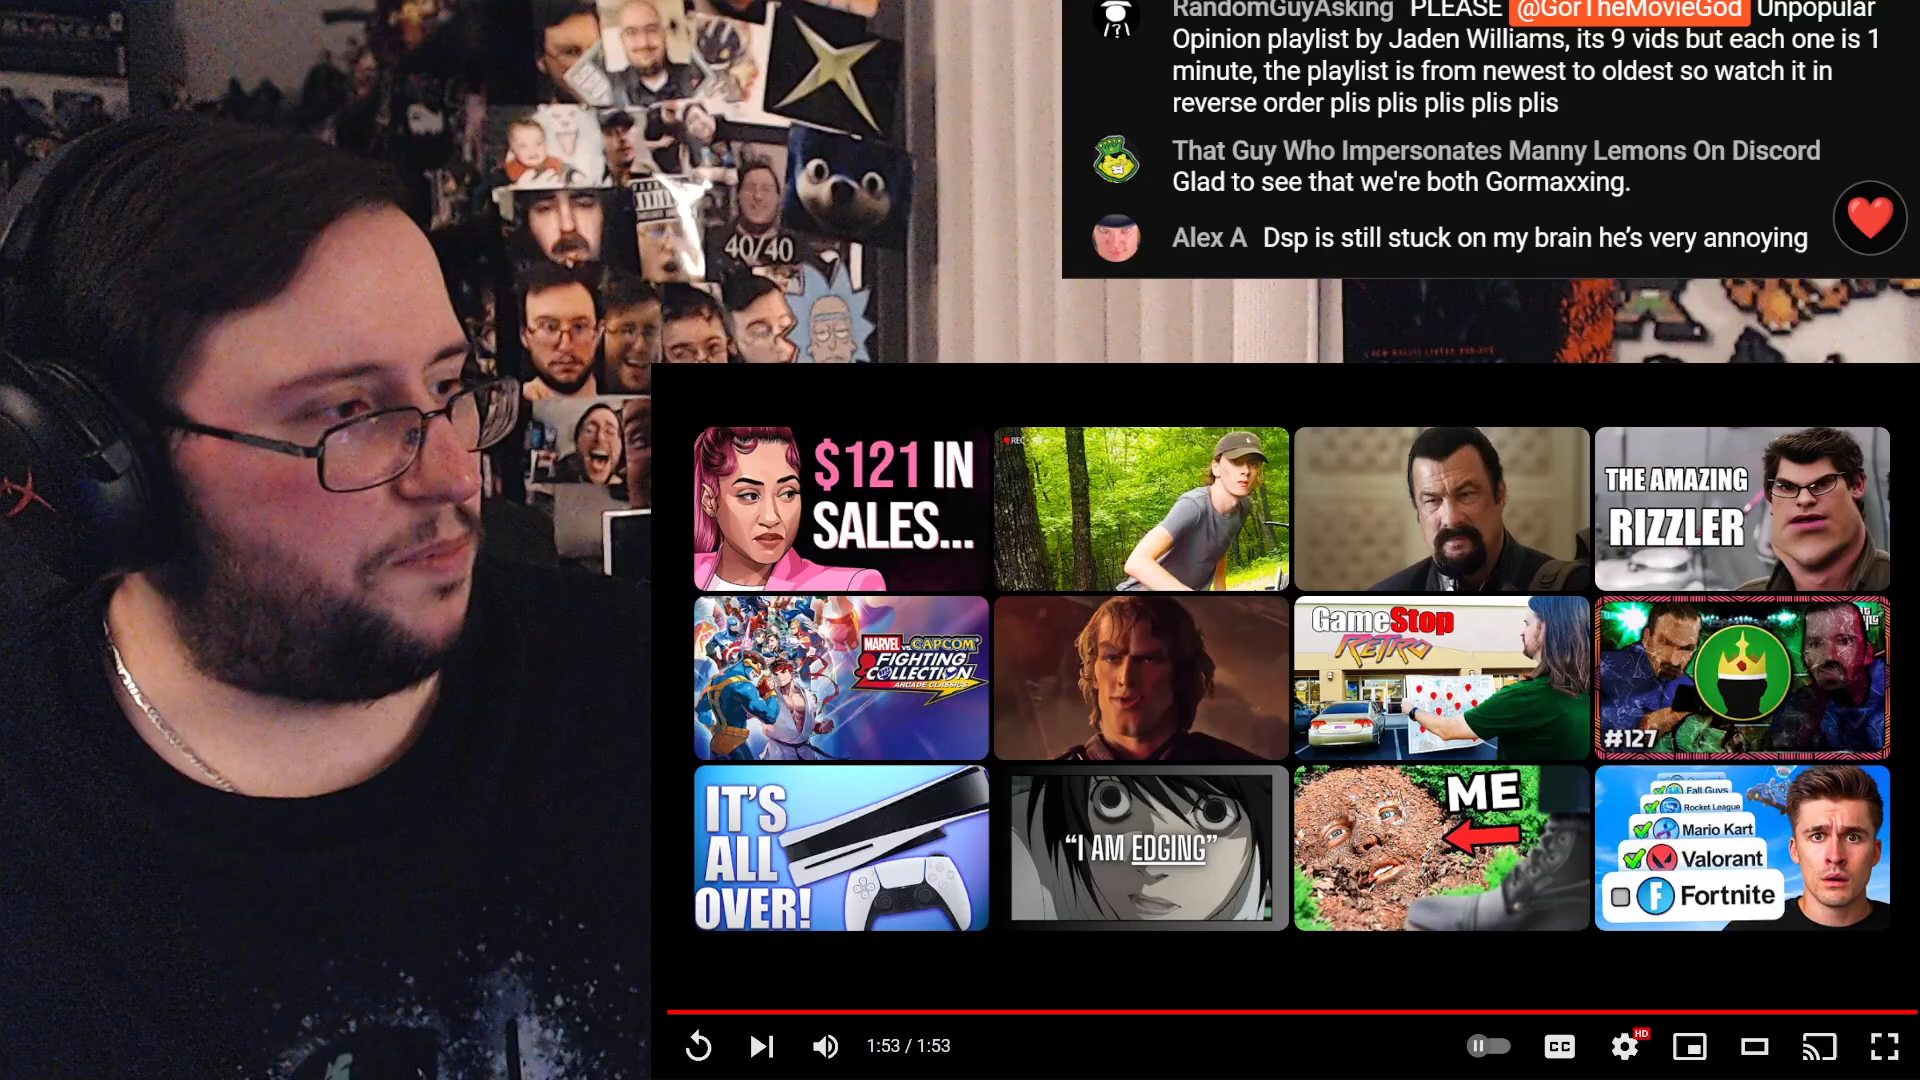 RandomGuyAsking PLEASE @GorTheMovieGod Unpopular
Opinion playlist by Jaden Williams, its 9 vids but each one is 1
minute, the playlist is from newest to oldest so watch it in
reverse order plis plis plis plis plis
That Guy Who Impersonates Manny Lemons On Discord
Glad to see that we're both Gormaxxing.
Alex A Dsp is still stuck on my brain he's very annoying
40/40
$121 IN
SALES...
REC
THE AMAZING
RIZZLER
MARVEL vs. CAPCOM
FIGHTING
COLLECTION
ARCADE CLASSICS
GameStop
RETRO
#127
IT'S
ALL
OVER!
"I AM EDGING"
ME
Fall Guys
Rocket League
Mario Kart
Valorant
Fortnite
1:53 / 1:53
CC
HD